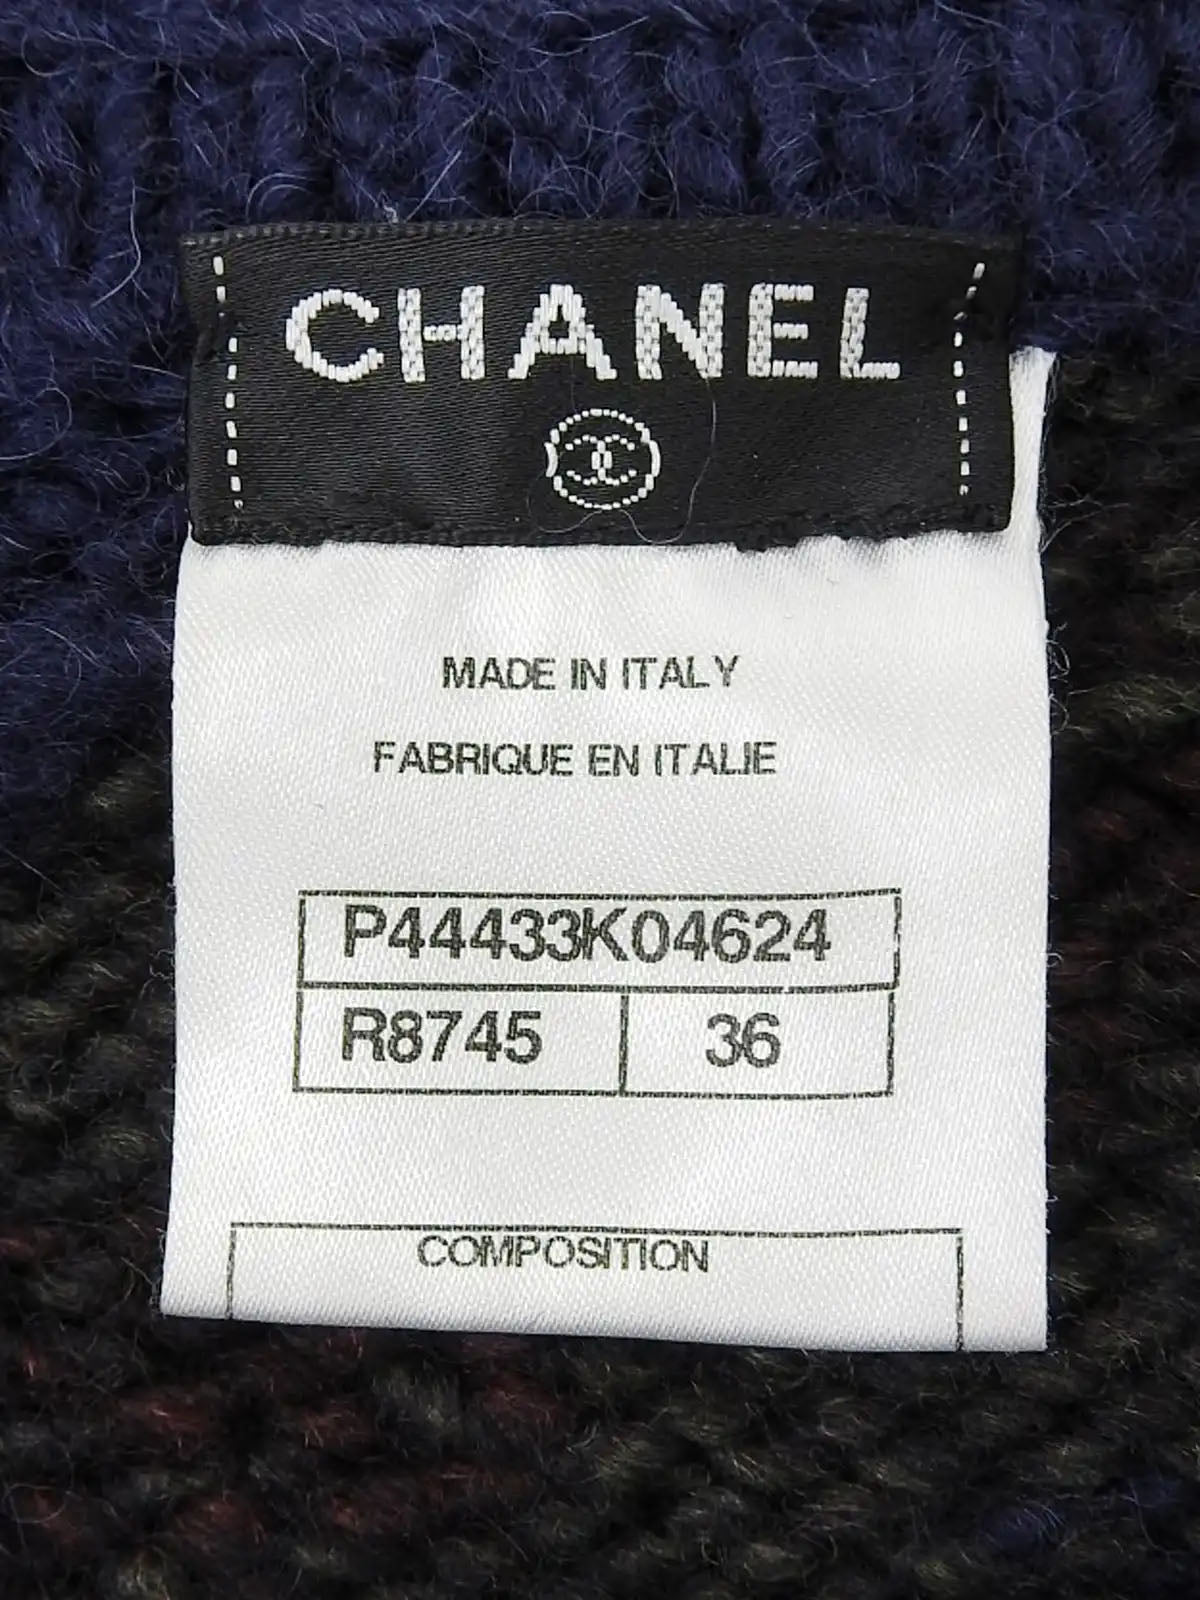 CHANEL
MADE IN ITALY
FABRIQUE EN ITALIE
P44433K04624
R8745 36
COMPOSITION